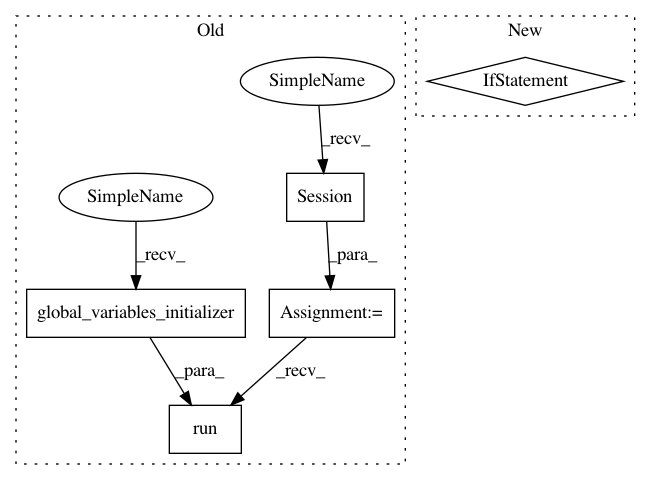 Old
New
SimpleName
IfStatement
_recv_
SimpleName
Session
_recv_
_para_
global_variables_initializer
Assignment:=
_para_
_recv_
run